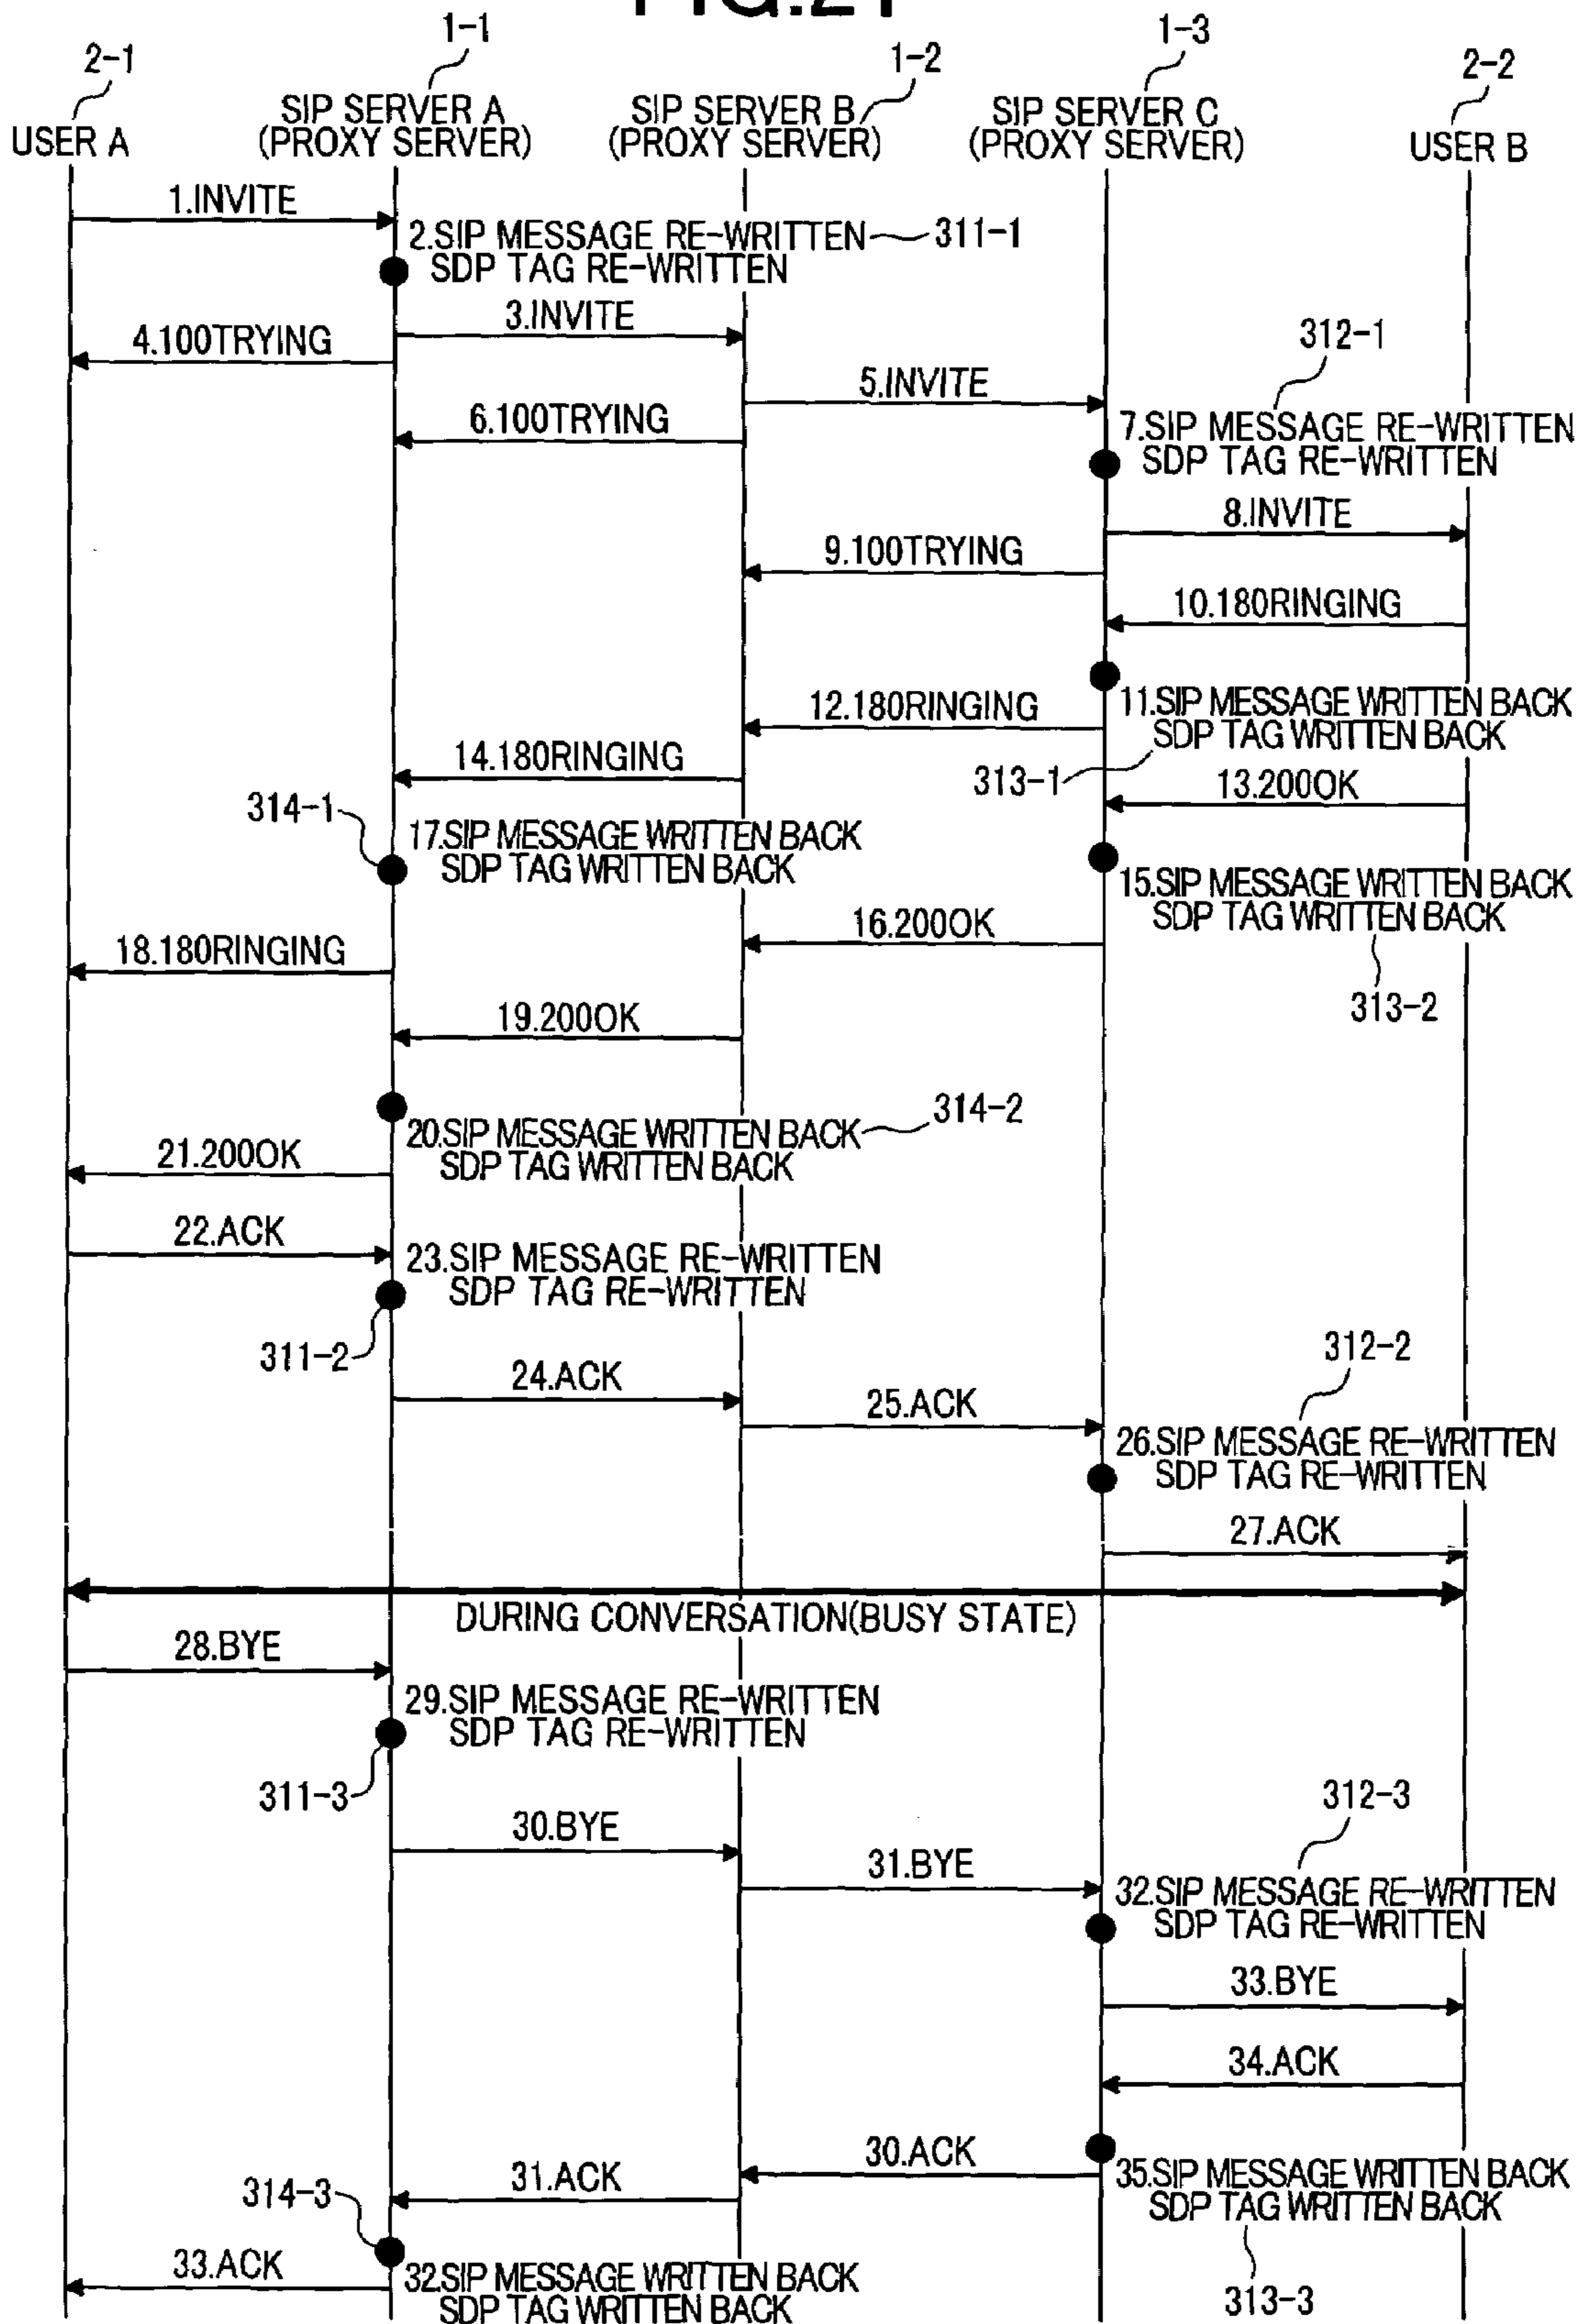 FIG.21
1-1
1-3
2-1
1-2
2-2
SIP SERVER A
(PROXY SERVER)
SIP SERVER B
(PROXY SERVER)
SIP SERVER C
(PROXY SERVER)
USER A
USER B
1.INVITE
2.SIP MESSAGE RE-WRITTEN
SDP TAG RE-WRITTEN
311-1
3.INVITE
4.100TRYING
312-1
5.INVITE
6.100TRYING
7.SIP MESSAGE RE-WRITTEN
SDP TAG RE-WRITTEN
8.INVITE
9.100TRYING
10.180RINGING
11.SIP MESSAGE WRITTEN BACK
SDP TAG WRITTEN BACK
12.180RINGING
14.180RINGING
313-1
13.200OK
314-1
17.SIP MESSAGE WRITTEN BACK
SDP TAG WRITTEN BACK
15.SIP MESSAGE WRITTEN BACK
SDP TAG WRITTEN BACK
16.200OK
18.180RINGING
313-2
19.200OK
314-2
20.SIP MESSAGE WRITTEN BACK
SDP TAG WRITTEN BACK
21.200OK
22.ACK
23.SIP MESSAGE RE-WRITTEN
SDP TAG RE-WRITTEN
311-2
312-2
24.ACK
25.ACK
26.SIP MESSAGE RE-WRITTEN
SDP TAG RE-WRITTEN
27.ACK
DURING CONVERSATION(BUSY STATE)
28.BYE
29.SIP MESSAGE RE-WRITTEN
SDP TAG RE-WRITTEN
311-3
312-3
30.BYE
31.BYE
32.SIP MESSAGE RE-WRITTEN
SDP TAG RE-WRITTEN
33.BYE
34.ACK
30.ACK
35.SIP MESSAGE WRITTEN BACK
SDP TAG WRITTEN BACK
31.ACK
314-3
33.ACK
32.SIP MESSAGE WRITTEN BACK
SDP TAG WRITTEN BACK
313-3